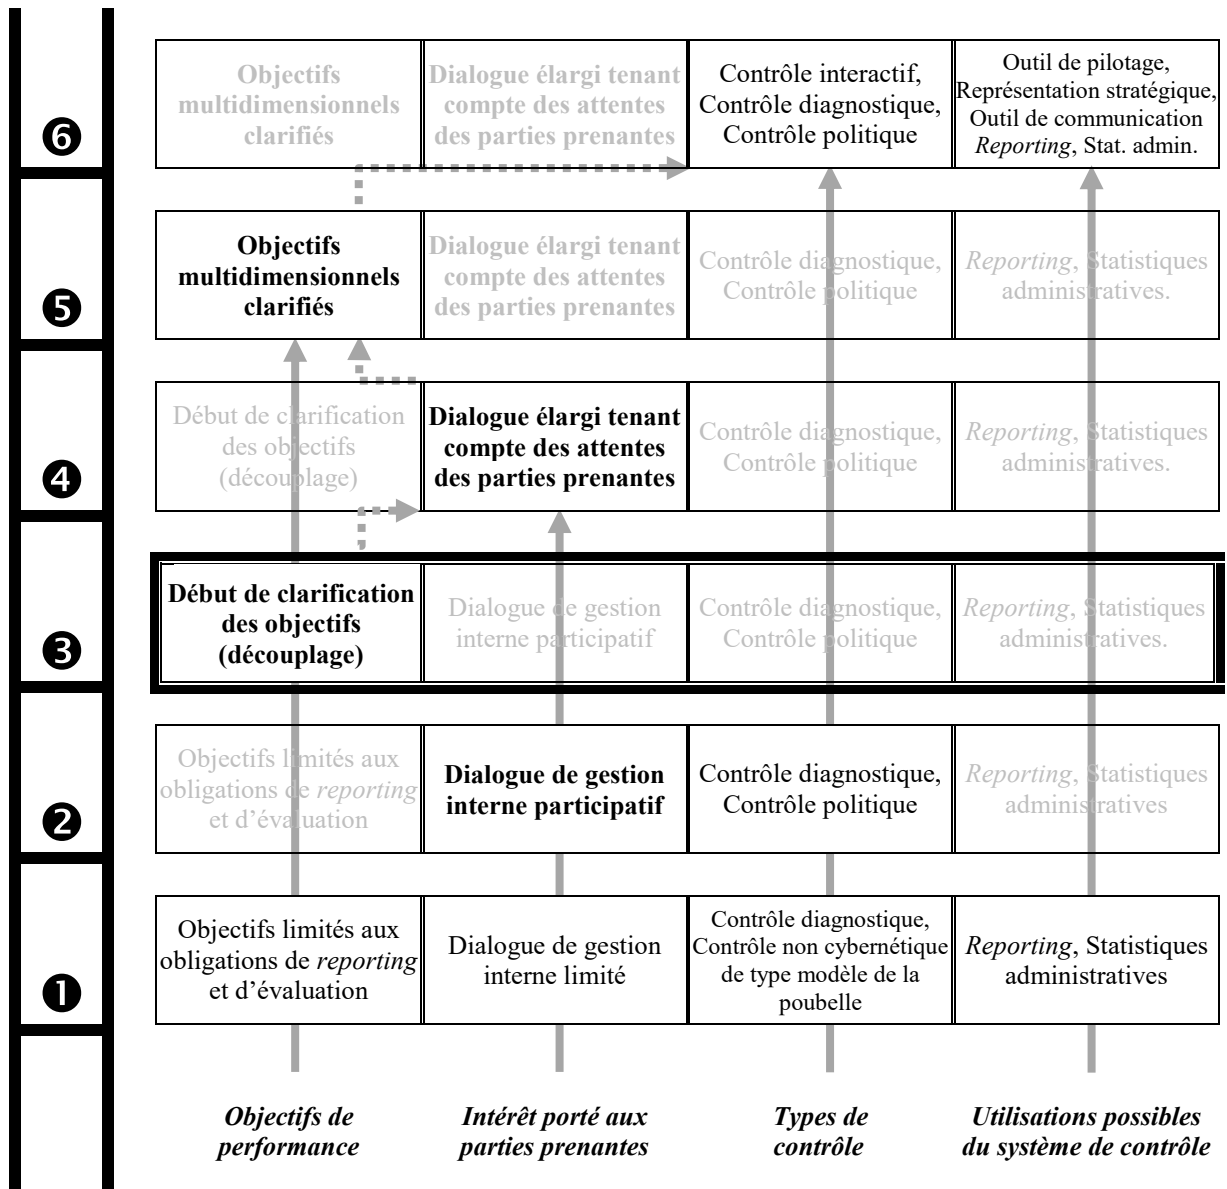 ❻
Objectifs
multidimensionnels
clarifiés
Dialogue élargi tenant
compte des attentes
des parties prenantes
Contrôle interactif,
Contrôle diagnostique,
Contrôle politique
Outil de pilotage,
Représentation stratégique,
Outil de communication
Reporting, Stat. admin.
❺
Objectifs
multidimensionnels
clarifiés
Dialogue élargi tenant
compte des attentes
des parties prenantes
Contrôle diagnostique,
Contrôle politique
Reporting, Statistiques
administratives.
❹
Début de clarification
des objectifs
(découplage)
Dialogue élargi tenant
compte des attentes
des parties prenantes
Contrôle diagnostique,
Contrôle politique
Reporting, Statistiques
administratives.
❸
Début de clarification
des objectifs
(découplage)
Dialogue de gestion
interne participatif
Contrôle diagnostique,
Contrôle politique
Reporting, Statistiques
administratives.
❷
Objectifs limités aux
obligations de reporting
et d’évaluation
Dialogue de gestion
interne participatif
Contrôle diagnostique,
Contrôle politique
Reporting, Statistiques
administratives
❶
Objectifs limités aux
obligations de reporting
et d’évaluation
Dialogue de gestion
interne limité
Contrôle diagnostique,
Contrôle non cybernétique
de type modèle de la
poubelle
Reporting, Statistiques
administratives
Objectifs de
performance
Intérêt porté aux
parties prenantes
Types de
contrôle
Utilisations possibles
du système de contrôle